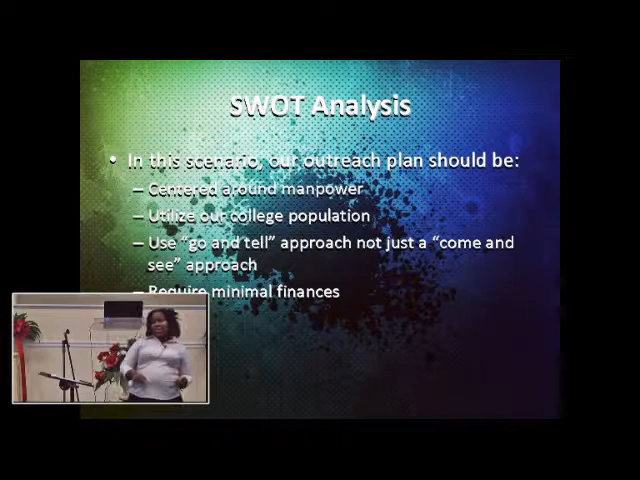 SWOT Analysis
• In this scenario, our outreach plan should be:
– Centered around manpower
– Utilize our college population
– Use “go and tell” approach not just a “come and
see” approach
– Require minimal finances